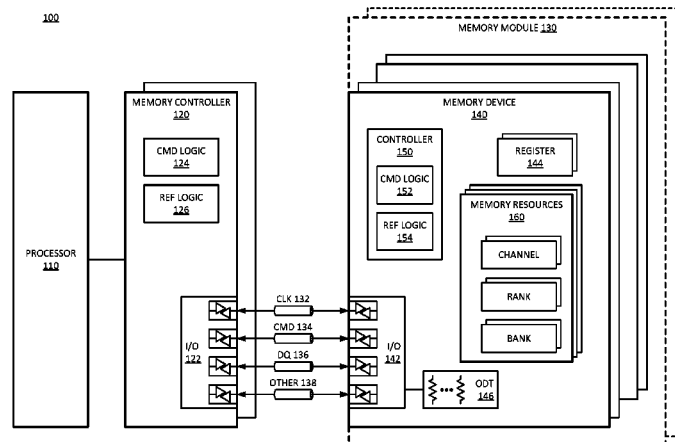 100
MEMORY MODULE 130
MEMORY CONTROLLER
120
CMD LOGIC
124
REF LOGIC
126
PROCESSOR
110
I/O
122
CLK 132
CMD 134
DQ 136
OTHER 138
MEMORY DEVICE
140
CONTROLLER
150
CMD LOGIC
152
REF LOGIC
154
REGISTER
144
MEMORY RESOURCES
160
CHANNEL
RANK
BANK
I/O
142
ODT
146